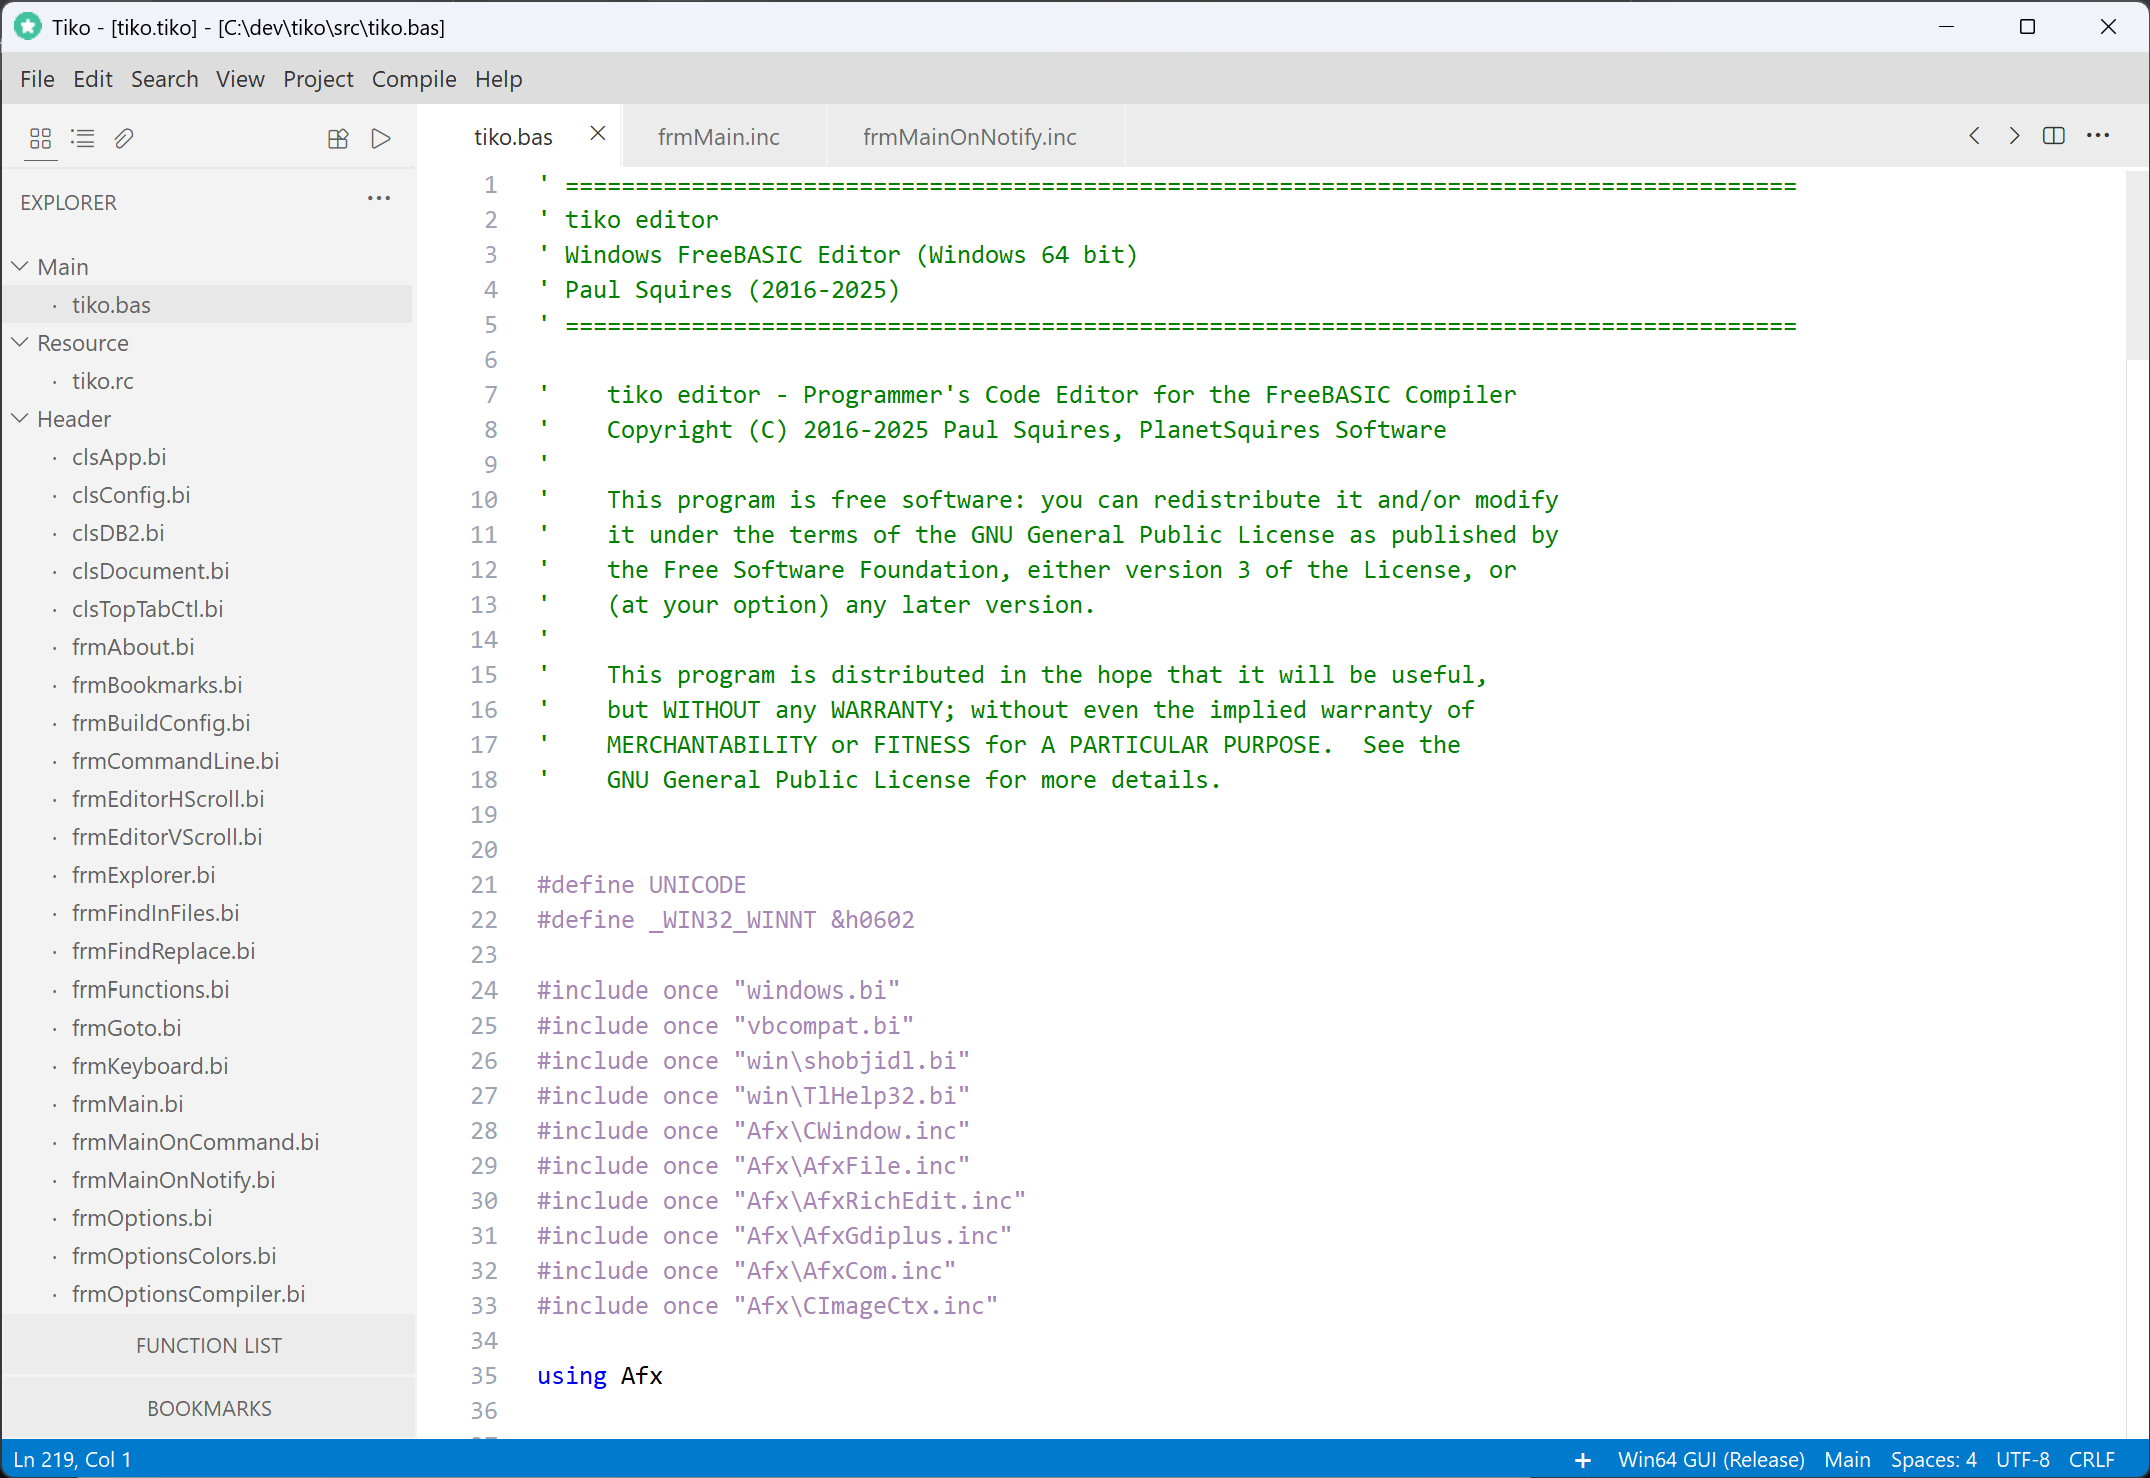 Tiko - [tiko.tiko] - [C:\dev\tiko\src\tiko.bas]
File Edit Search View Project Compile Help
EXPLORER
Main
tiko.bas
Resource
tiko.rc
Header
clsApp.bi
clsConfig.bi
clsDB2.bi
clsDocument.bi
clsTopTabCtl.bi
frmAbout.bi
frmBookmarks.bi
frmBuildConfig.bi
frmCommandLine.bi
frmEditorHScroll.bi
frmEditorVScroll.bi
frmExplorer.bi
frmFindInFiles.bi
frmFindReplace.bi
frmFunctions.bi
frmGoto.bi
frmKeyboard.bi
frmMain.bi
frmMainOnCommand.bi
frmMainOnNotify.bi
frmOptions.bi
frmOptionsColors.bi
frmOptionsCompiler.bi
FUNCTION LIST
BOOKMARKS
tiko.bas frmMain.inc frmMainOnNotify.inc
1 ' ========================================================================================
2 ' tiko editor
3 ' Windows FreeBASIC Editor (Windows 64 bit)
4 ' Paul Squires (2016-2025)
5 ' ========================================================================================
6
7 '    tiko editor - Programmer's Code Editor for the FreeBASIC Compiler
8 '    Copyright (C) 2016-2025 Paul Squires, PlanetSquires Software
9 '
10 '    This program is free software: you can redistribute it and/or modify
11 '    it under the terms of the GNU General Public License as published by
12 '    the Free Software Foundation, either version 3 of the License, or
13 '    (at your option) any later version.
14 '
15 '    This program is distributed in the hope that it will be useful,
16 '    but WITHOUT any WARRANTY; without even the implied warranty of
17 '    MERCHANTABILITY or FITNESS for A PARTICULAR PURPOSE.  See the
18 '    GNU General Public License for more details.
19
20
21 #define UNICODE
22 #define _WIN32_WINNT &h0602
23
24 #include once "windows.bi"
25 #include once "vbcompat.bi"
26 #include once "win\shobjidl.bi"
27 #include once "win\TlHelp32.bi"
28 #include once "Afx\CWindow.inc"
29 #include once "Afx\AfxFile.inc"
30 #include once "Afx\AfxRichEdit.inc"
31 #include once "Afx\AfxGdiplus.inc"
32 #include once "Afx\AfxCom.inc"
33 #include once "Afx\CImageCtx.inc"
34
35 using Afx
36
Ln 219, Col 1 + Win64 GUI (Release) Main Spaces: 4 UTF-8 CRLF